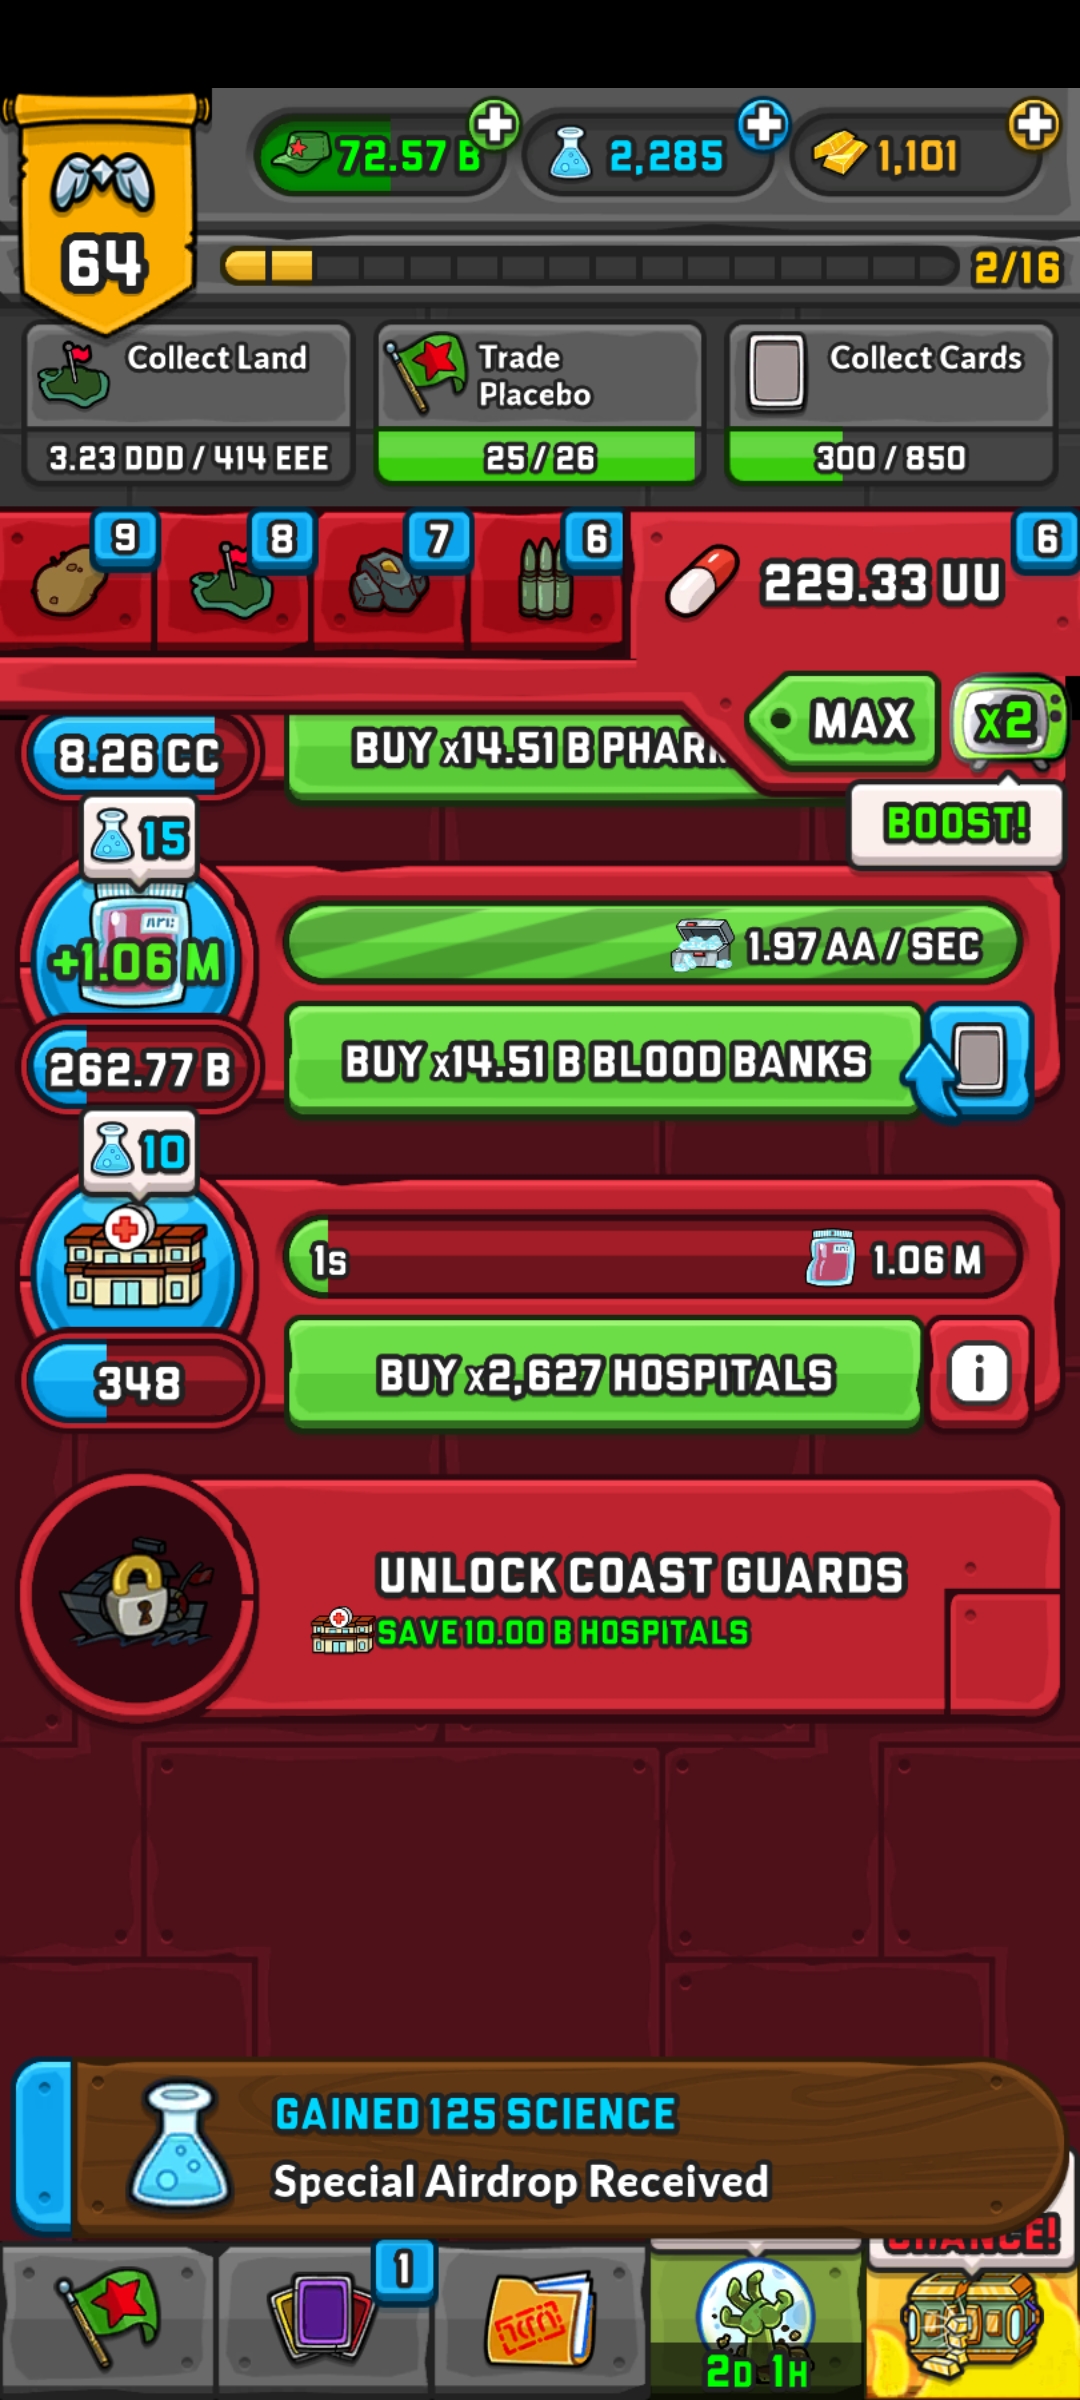 64
72.57 B
2,285
1,101
2/16
Collect Land
3.23 DDD / 414 EEE
Trade
Placebo
25 / 26
Collect Cards
300 / 850
9
8
7
6
229.33 UU
6
MAX
x2
BOOST!
8.26 CC
BUY x14.51 B PHARM
15
+1.06 M
1.97 AA / SEC
262.77 B
BUY x14.51 B BLOOD BANKS
10
1s
1.06 M
348
BUY x2,627 HOSPITALS
i
UNLOCK COAST GUARDS
SAVE 10.00 B HOSPITALS
GAINED 125 SCIENCE
Special Airdrop Received
CHANCE!
1
2D 1H